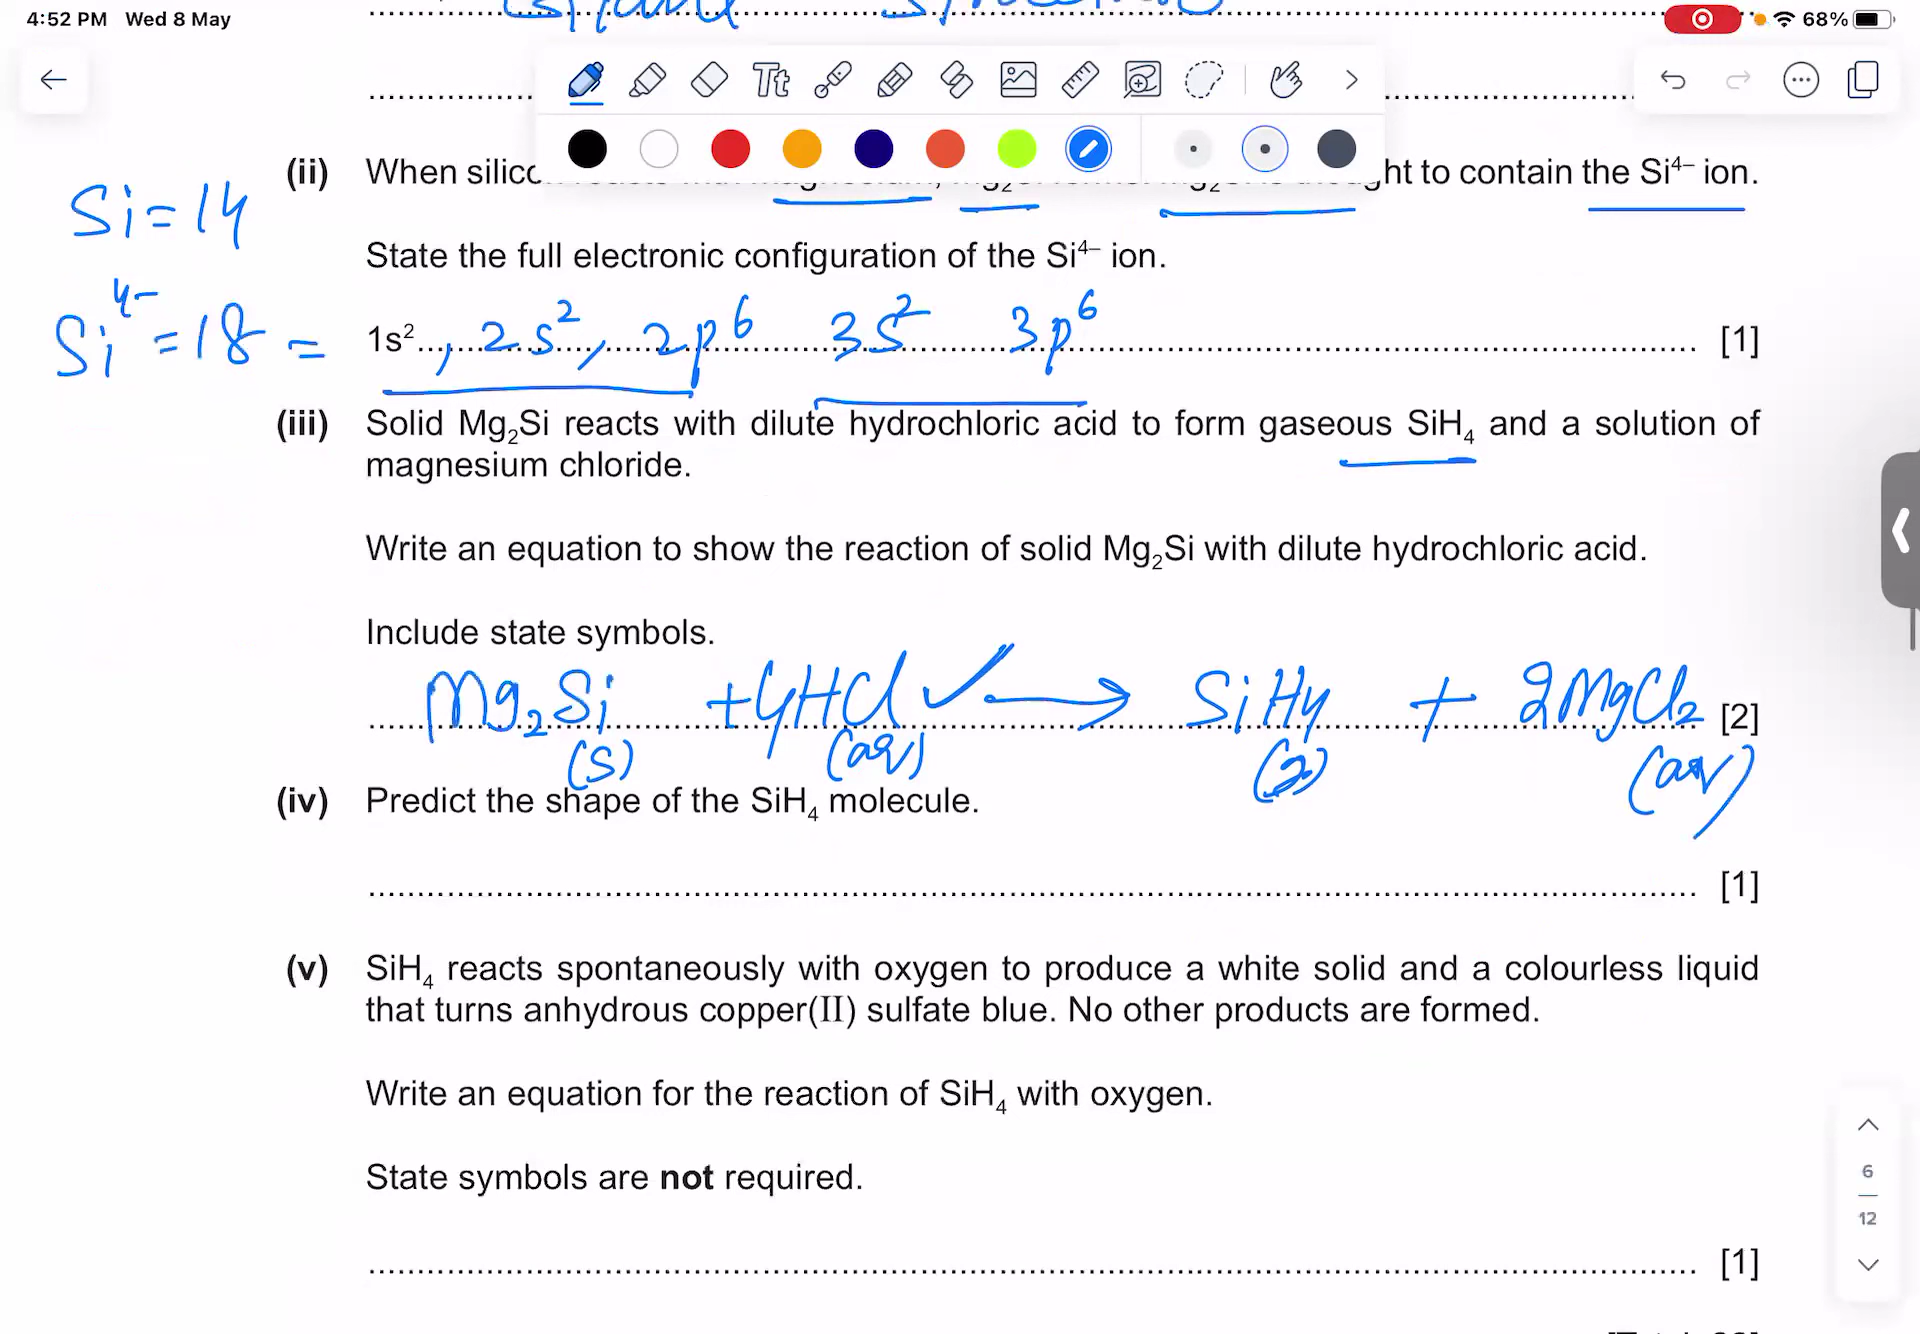 4:52 PM Wed 8 May
68%
Tt
(ii) When silic ht to contain the Si⁴⁻ ion.
Si = 14
State the full electronic configuration of the Si⁴⁻ ion.
Si⁴⁻ = 18 = 1s², 2s², 2p⁶ 3s² 3p⁶ [1]
(iii) Solid Mg₂Si reacts with dilute hydrochloric acid to form gaseous SiH₄ and a solution of
magnesium chloride.
Write an equation to show the reaction of solid Mg₂Si with dilute hydrochloric acid.
Include state symbols.
Mg₂Si + 4HCl ✓ → SiH₄ + 2MgCl₂ [2]
(s) (aq) (g) (aq)
(iv) Predict the shape of the SiH₄ molecule.
[1]
(v) SiH₄ reacts spontaneously with oxygen to produce a white solid and a colourless liquid
that turns anhydrous copper(II) sulfate blue. No other products are formed.
Write an equation for the reaction of SiH₄ with oxygen.
6
State symbols are not required.
12
[1]